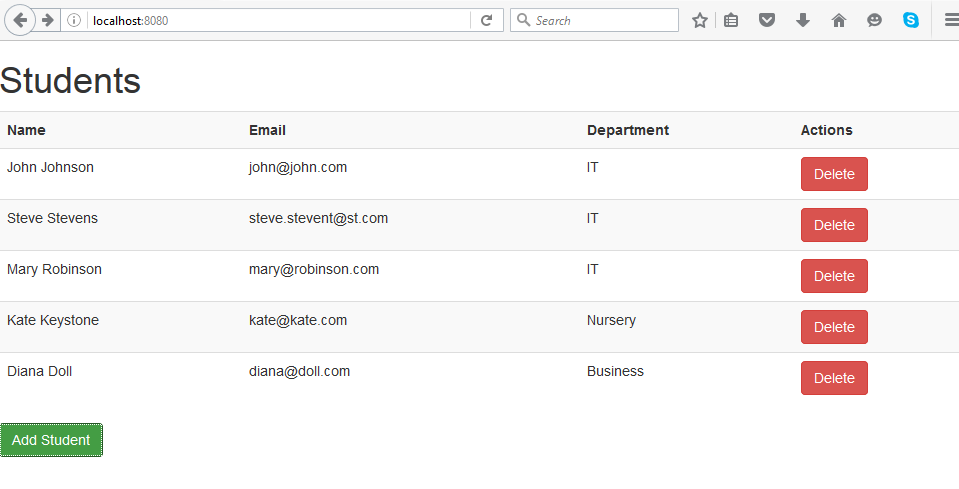 localhost:8080 Search
Students
Name Email Department Actions
John Johnson john@john.com IT Delete
Steve Stevens steve.stevent@st.com IT Delete
Mary Robinson mary@robinson.com IT Delete
Kate Keystone kate@kate.com Nursery Delete
Diana Doll diana@doll.com Business Delete
Add Student